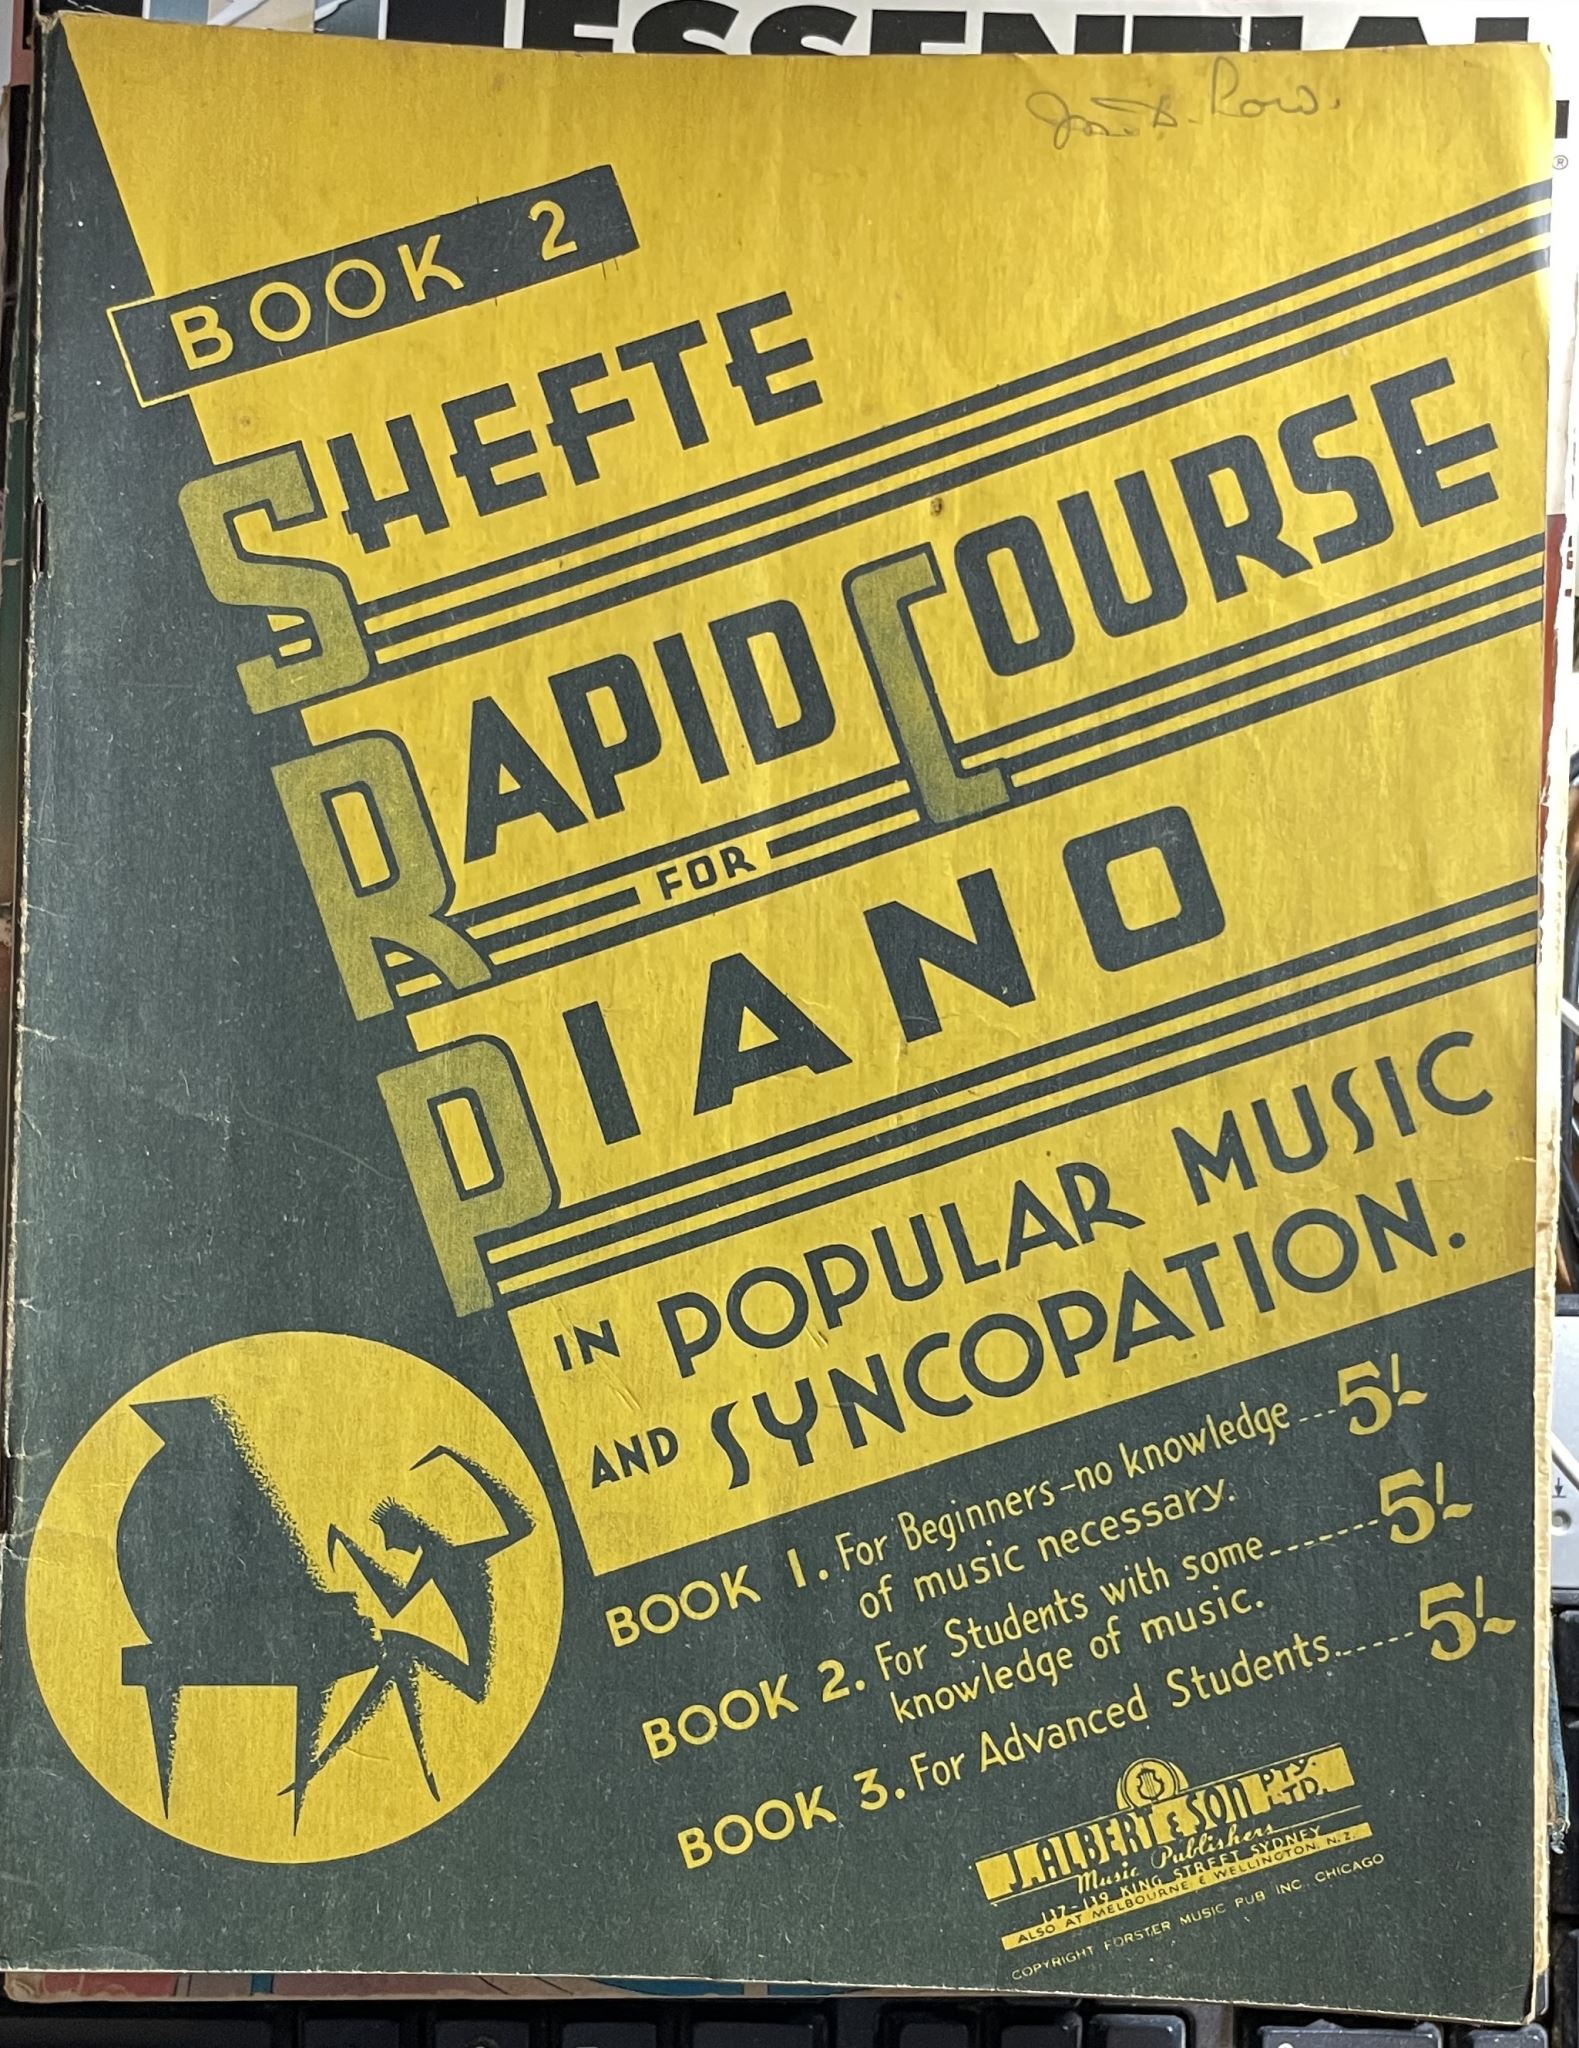 ESSENTIAL
®
BOOK 2
SHEFTE
RAPID COURSE
FOR
PIANO
IN POPULAR MUSIC
AND SYNCOPATION.
BOOK 1. For Beginners-no knowledge --- 5/-
of music necessary.
BOOK 2. For Students with some ------- 5/-
knowledge of music.
BOOK 3. For Advanced Students. ----- 5/-
J. ALBERT & SON PTY. LTD.
Music Publishers
137-139 KING STREET SYDNEY
ALSO AT MELBOURNE & WELLINGTON, N.Z.
COPYRIGHT FORSTER MUSIC PUB INC. CHICAGO